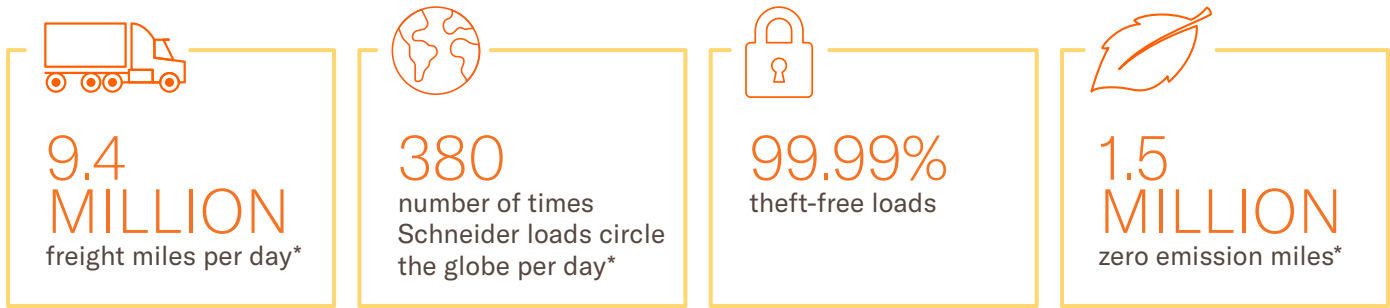 9.4
MILLION
freight miles per day*
380
number of times
Schneider loads circle
the globe per day*
99.99%
theft-free loads
1.5
MILLION
zero emission miles*